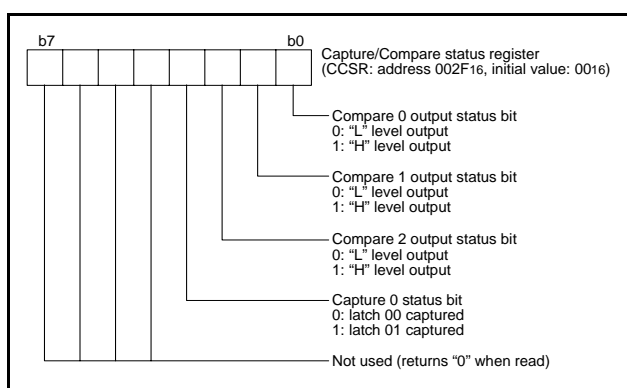 b7 b0
Capture/Compare status register
(CCSR: address 002F16, initial value: 0016)
Compare 0 output status bit
0: “L” level output
1: “H” level output
Compare 1 output status bit
0: “L” level output
1: “H” level output
Compare 2 output status bit
0: “L” level output
1: “H” level output
Capture 0 status bit
0: latch 00 captured
1: latch 01 captured
Not used (returns “0” when read)